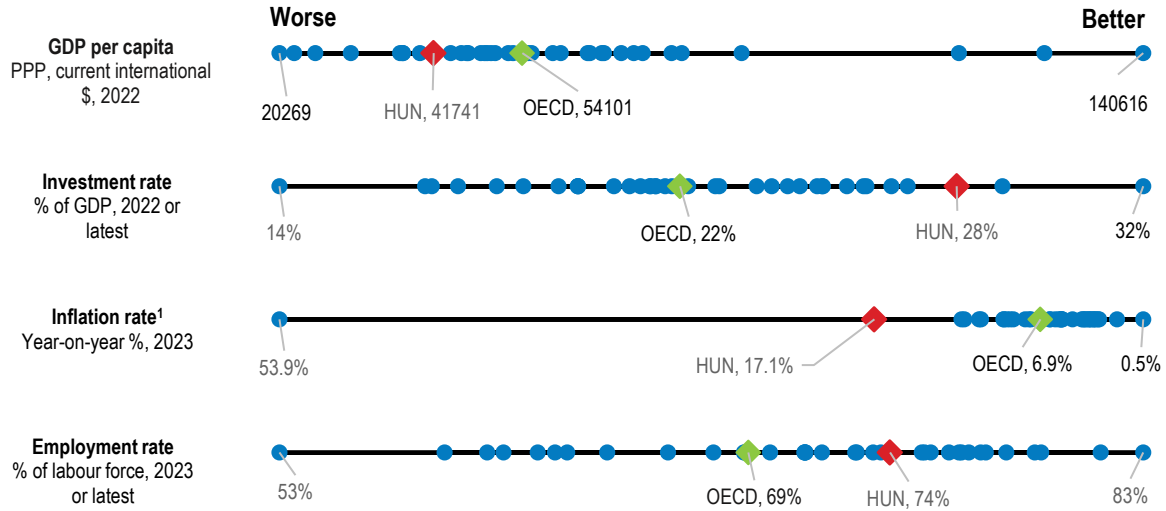 Worse
Better
GDP per capita
PPP, current international
$, 2022
20269
HUN, 41741
OECD, 54101
140616
Investment rate
% of GDP, 2022 or
latest
14%
OECD, 22%
HUN, 28%
32%
Inflation rate¹
Year-on-year %, 2023
53.9%
HUN, 17.1%
OECD, 6.9%
0.5%
Employment rate
% of labour force, 2023
or latest
53%
OECD, 69%
HUN, 74%
83%